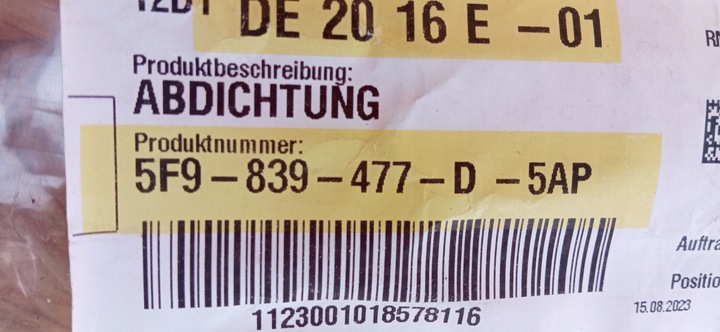 DE 20 16 E -01
Produktbeschreibung:
ABDICHTUNG
Produktnummer:
5F9-839-477-D -5AP
1123001018578116
15.08.2023